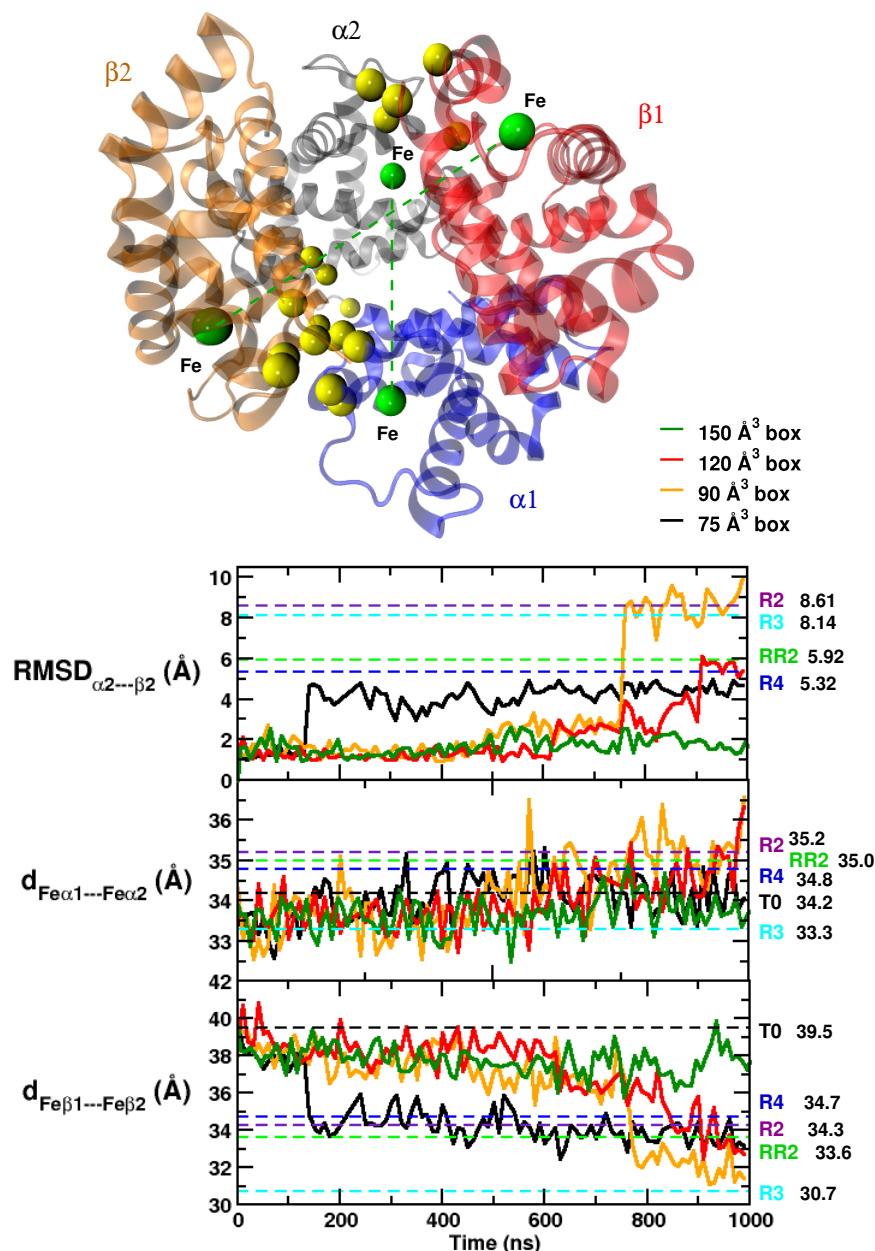 α2
β2
Fe
β1
Fe
Fe
Fe
α1
150 Å³ box
120 Å³ box
90 Å³ box
75 Å³ box
10
8
6
4
2
0
RMSDα2---β2 (Å)
R2 8.61
R3 8.14
RR2 5.92
R4 5.32
36
35
34
33
dFeα1---Feα2 (Å)
R2 35.2
RR2 35.0
R4 34.8
T0 34.2
R3 33.3
42
40
38
36
34
32
30
dFeβ1---Feβ2 (Å)
T0 39.5
R4 34.7
R2 34.3
RR2 33.6
R3 30.7
0 200 400 600 800 1000
Time (ns)